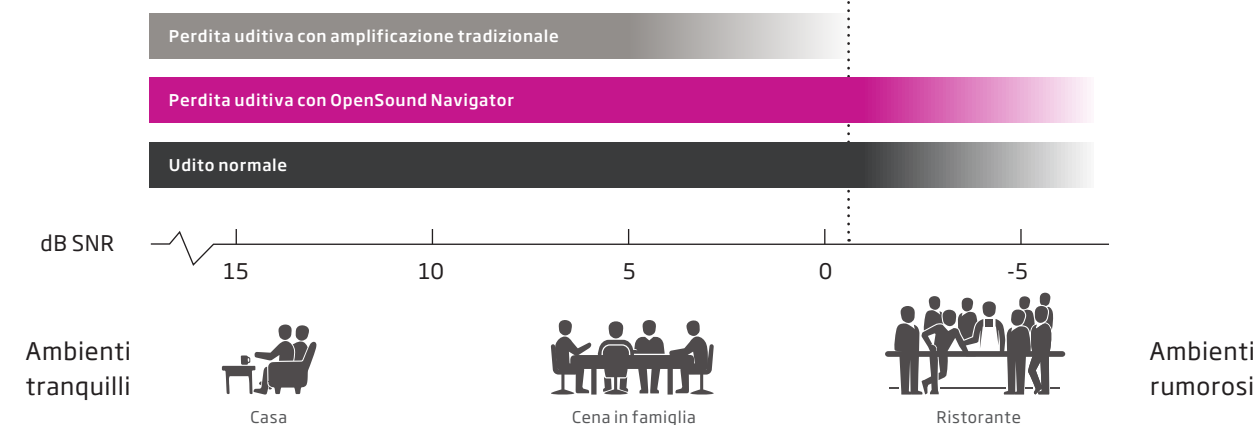 Perdita uditiva con amplificazione tradizionale
Perdita uditiva con OpenSound Navigator
Udito normale
dB SNR
15 10 5 0 -5
Ambienti
tranquilli
Ambienti
rumorosi
Casa
Cena in famiglia
Ristorante